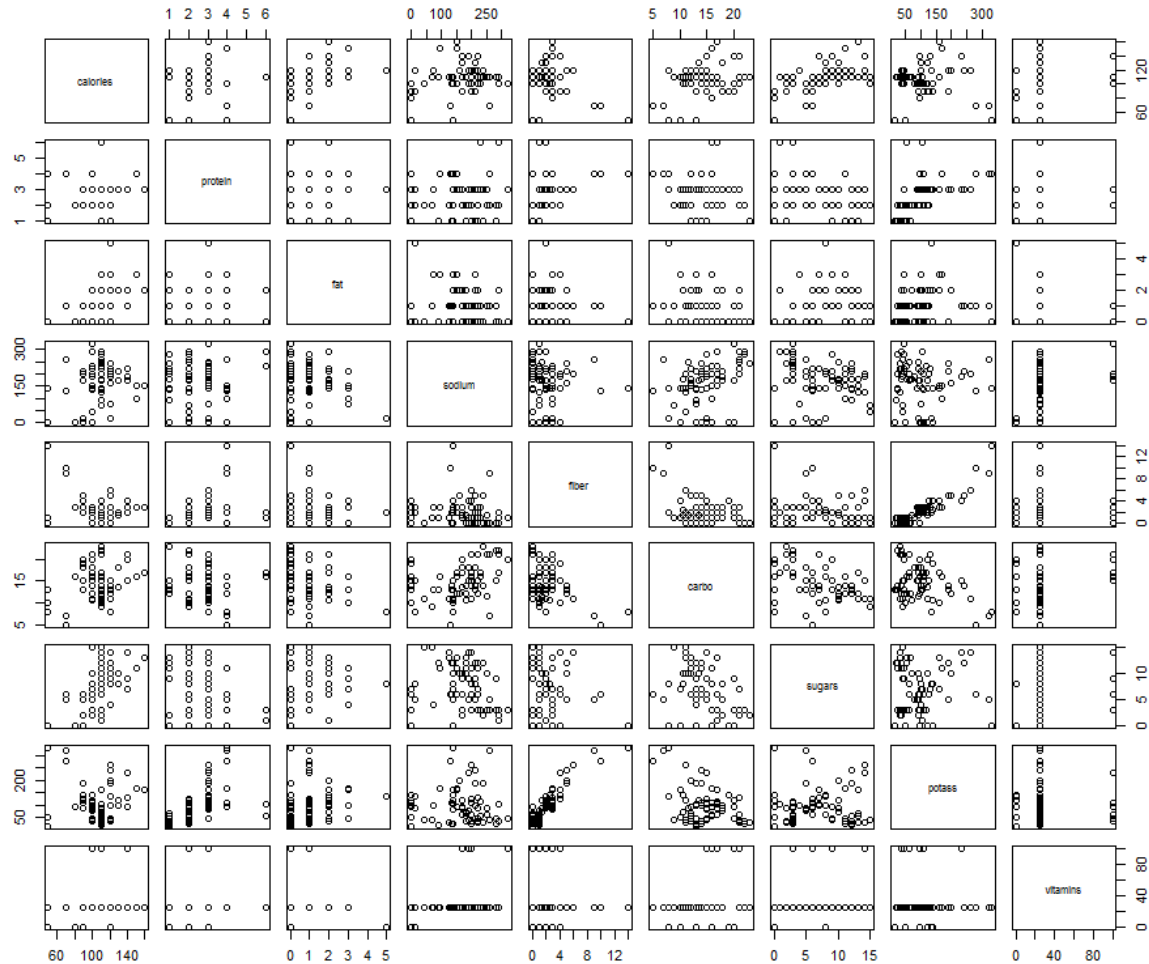 1 2 3 4 5 6 0 100 250 5 10 15 20 50 150 300
calories 60 120
1 3 5 protein
fat 0 2 4
0 150 300 sodium
fiber 0 4 8 12
5 15 carbo
sugars 0 5 10
50 200 potass
vitamins 0 40 80
60 100 140 0 1 2 3 4 5 0 4 8 12 0 5 10 15 0 40 80